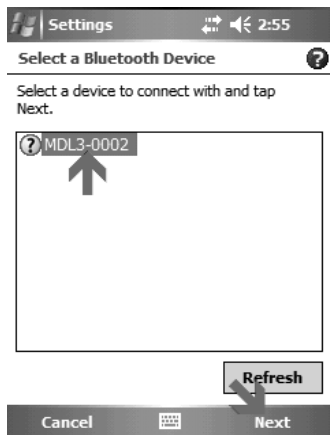 Settings 2:55
Select a Bluetooth Device ?
Select a device to connect with and tap
Next.
? MDL3-0002
Refresh
Cancel Next